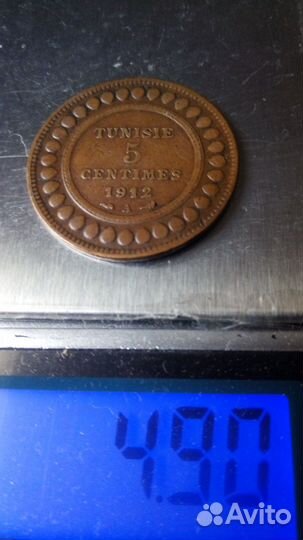 TUNISIE
5
CENTIMES
1912
A
4.90
Avito